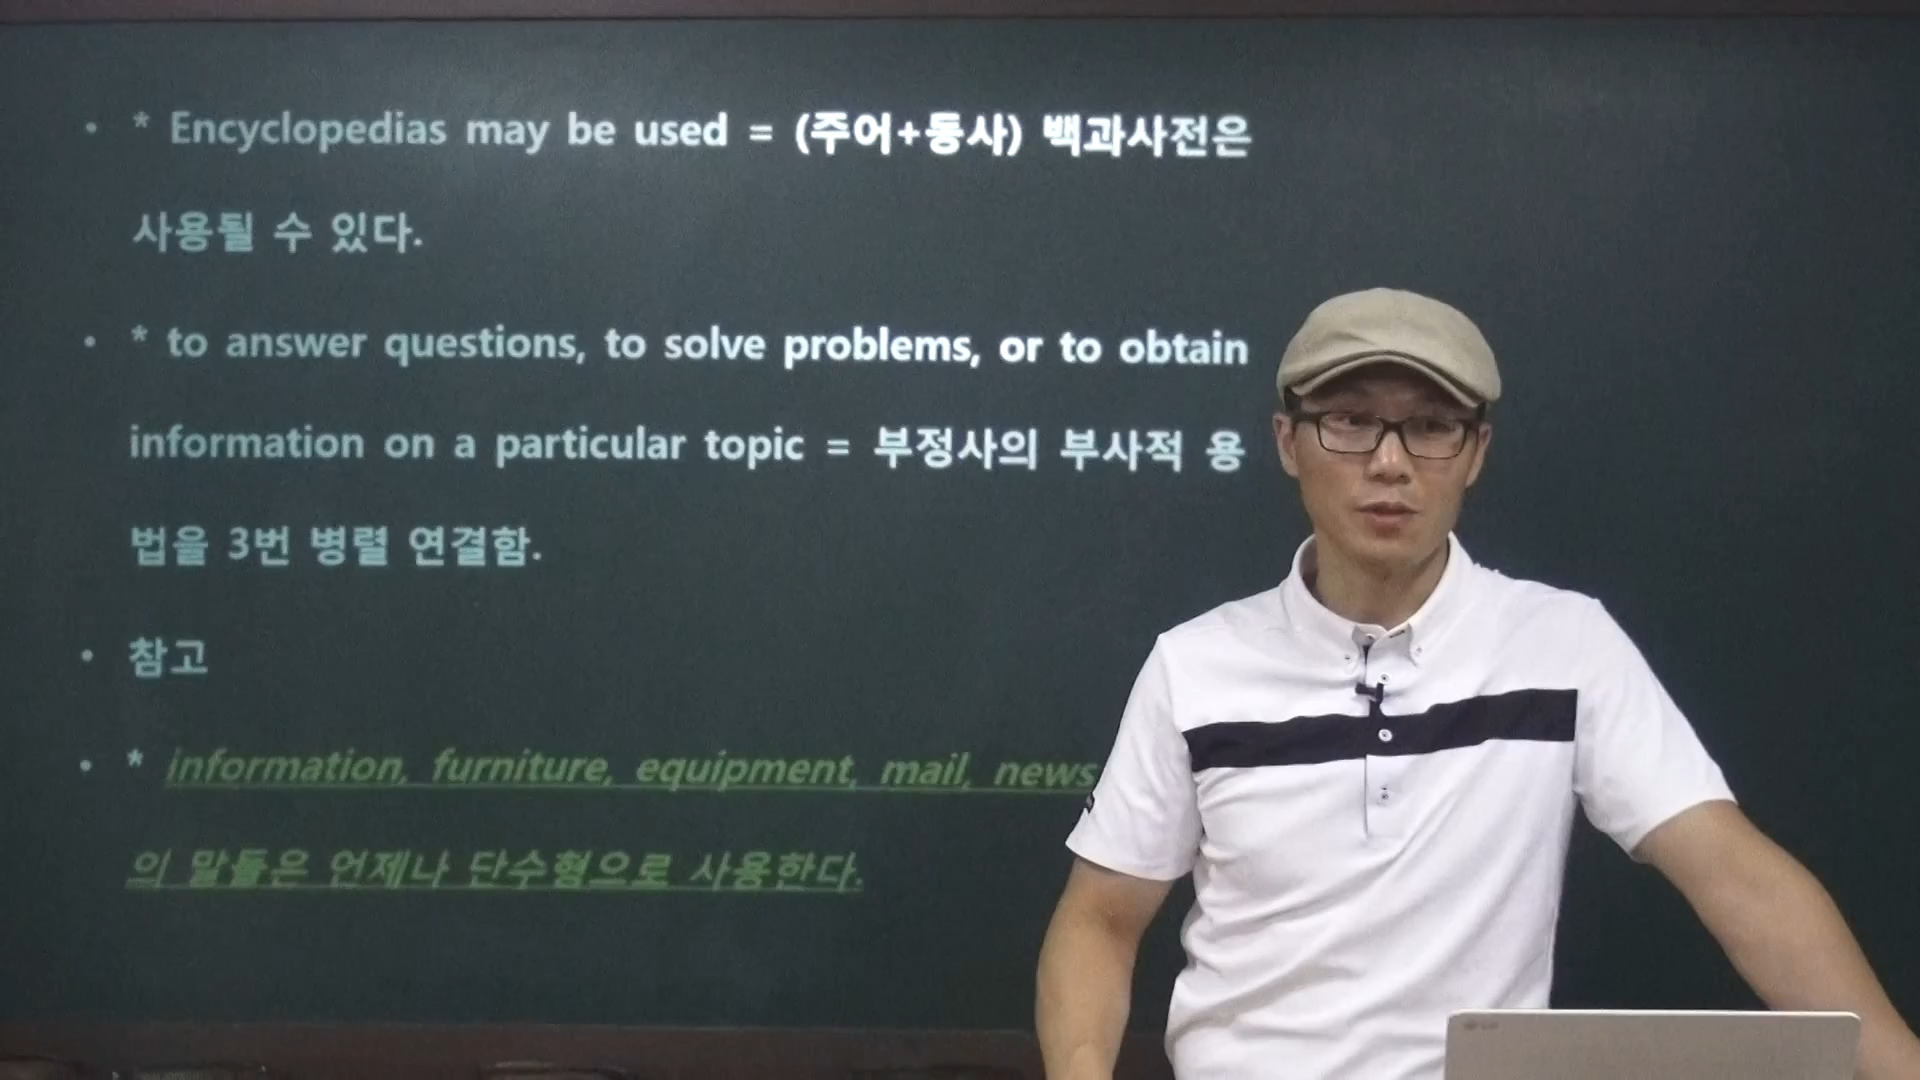 • * Encyclopedias may be used = (주어+동사) 백과사전은
사용될 수 있다.
• * to answer questions, to solve problems, or to obtain
information on a particular topic = 부정사의 부사적 용
법을 3번 병렬 연결함.
• 참고
• * information, furniture, equipment, mail, news
의 말들은 언제나 단수형으로 사용한다.
LG